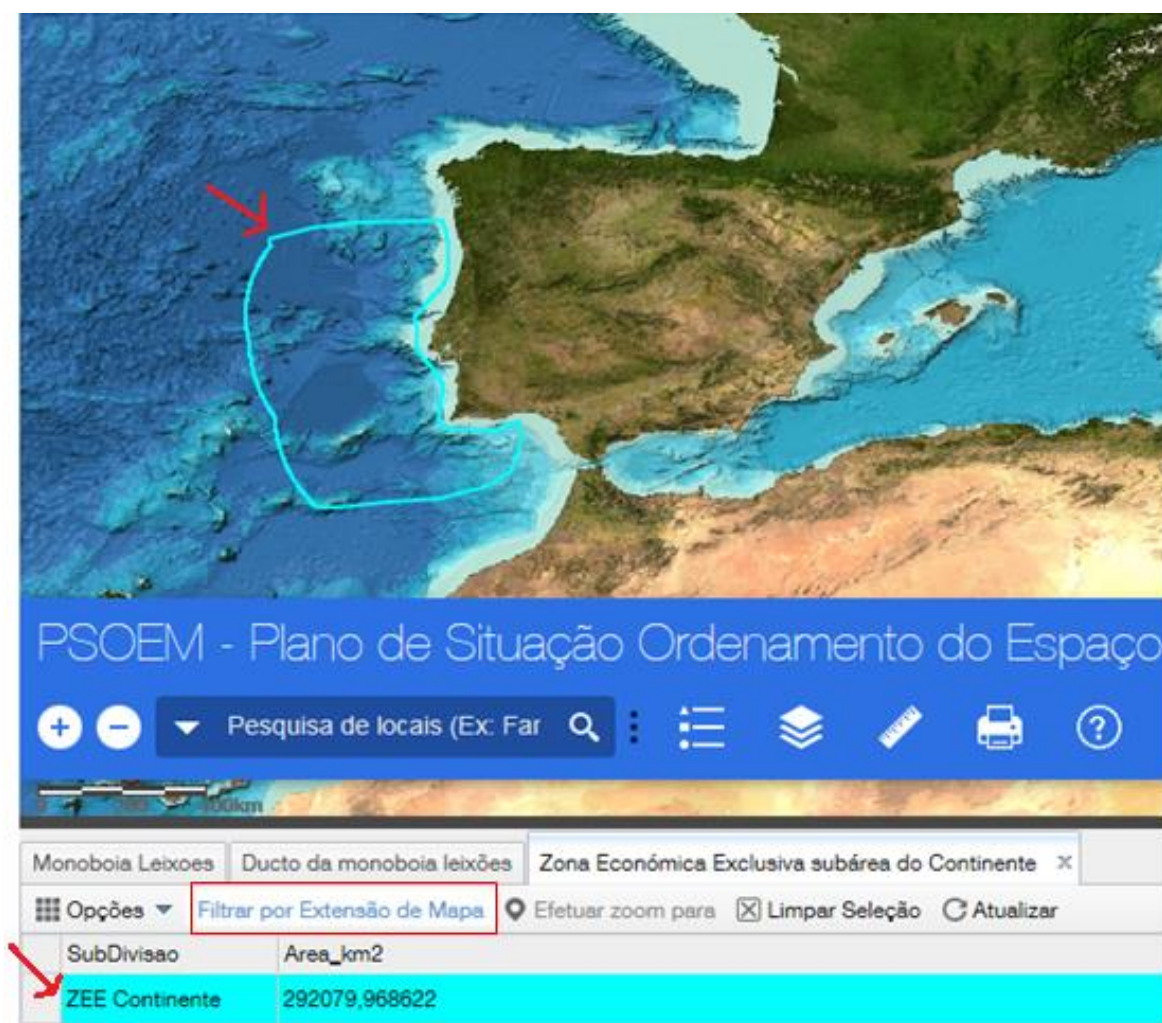 PSOEM - Plano de Situação Ordenamento do Espaço
Pesquisa de locais (Ex: Far
Monoboia Leixoes Ducto da monoboia leixões Zona Económica Exclusiva subárea do Continente ×
Opções Filtrar por Extensão de Mapa Efetuar zoom para Limpar Seleção Atualizar
SubDivisao Area_km2
ZEE Continente 292079,968622